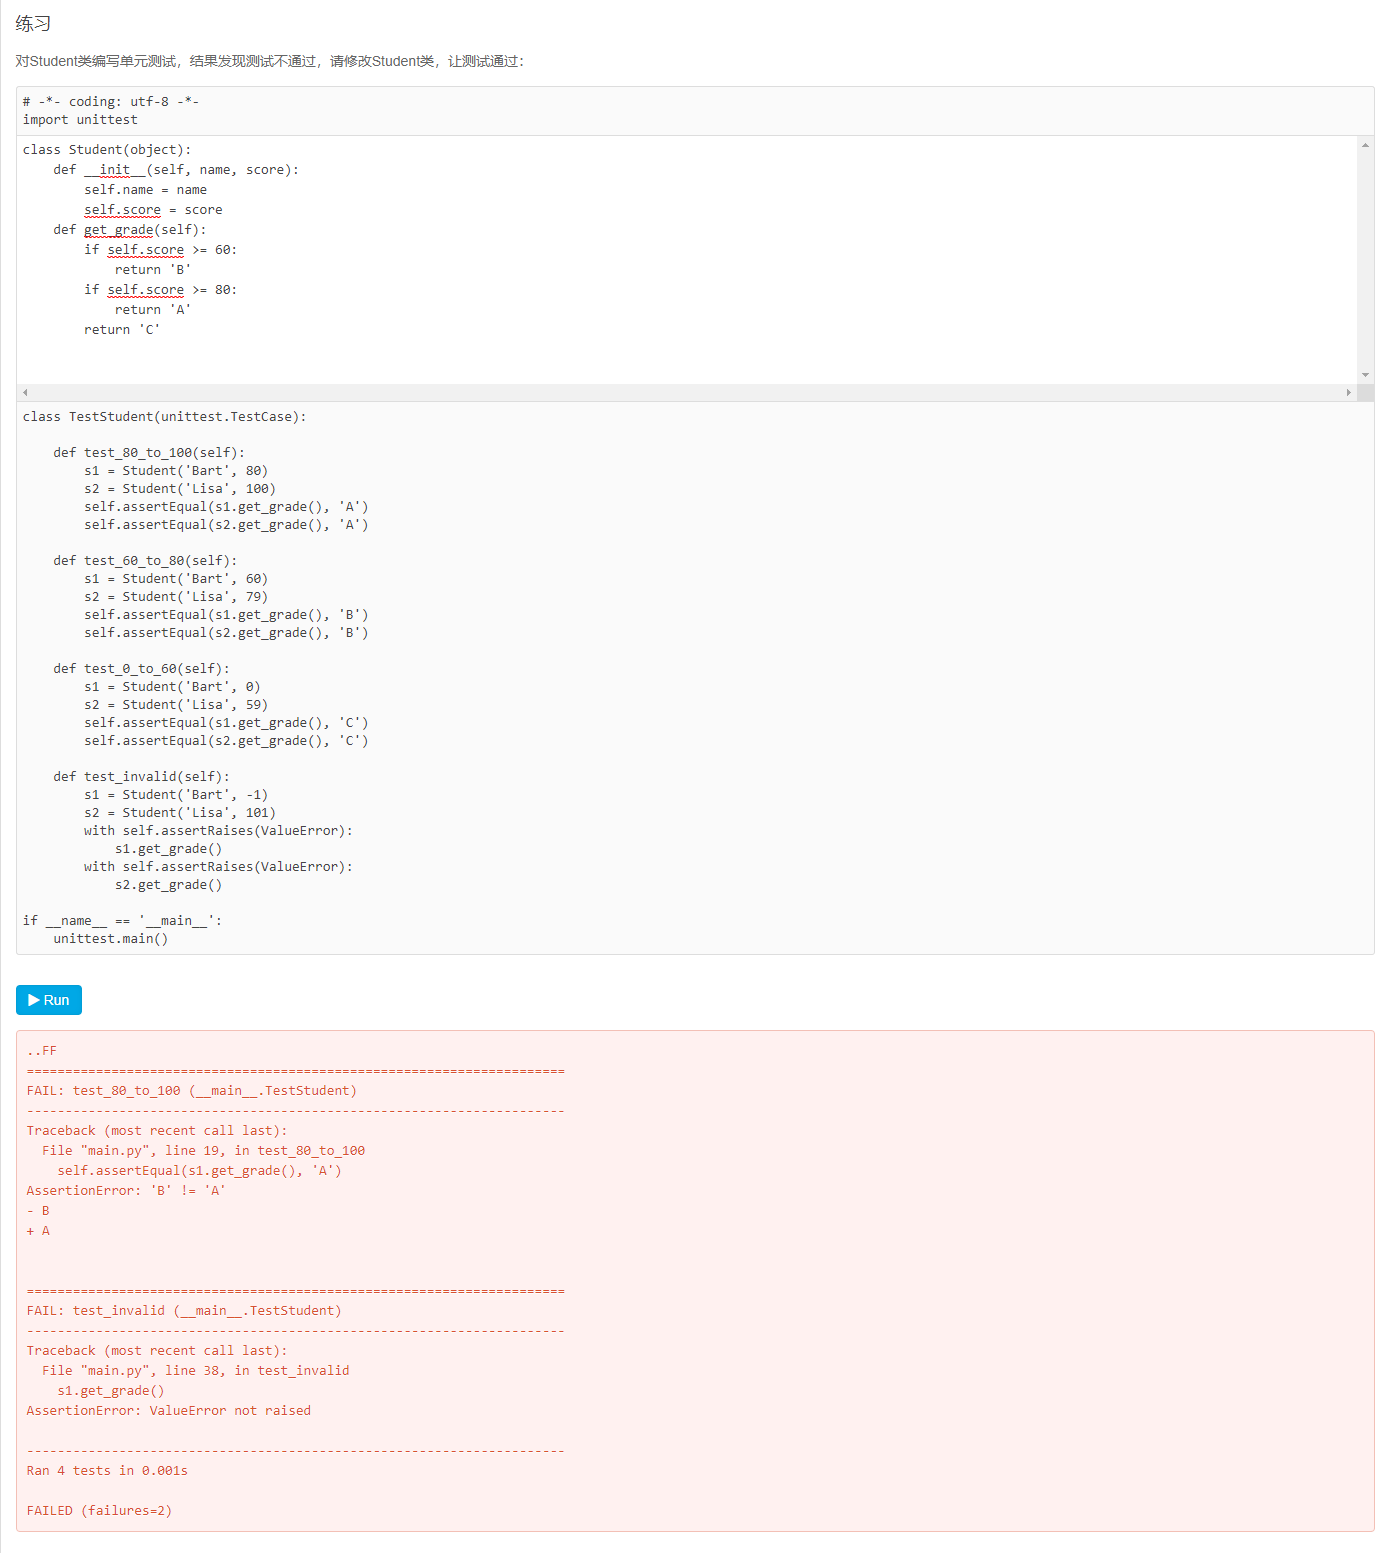 练习
对Student类编写单元测试，结果发现测试不通过，请修改Student类，让测试通过：
# -*- coding: utf-8 -*-
import unittest
class Student(object):
    def __init__(self, name, score):
        self.name = name
        self.score = score
    def get_grade(self):
        if self.score >= 60:
            return 'B'
        if self.score >= 80:
            return 'A'
        return 'C'
class TestStudent(unittest.TestCase):
    def test_80_to_100(self):
        s1 = Student('Bart', 80)
        s2 = Student('Lisa', 100)
        self.assertEqual(s1.get_grade(), 'A')
        self.assertEqual(s2.get_grade(), 'A')
    def test_60_to_80(self):
        s1 = Student('Bart', 60)
        s2 = Student('Lisa', 79)
        self.assertEqual(s1.get_grade(), 'B')
        self.assertEqual(s2.get_grade(), 'B')
    def test_0_to_60(self):
        s1 = Student('Bart', 0)
        s2 = Student('Lisa', 59)
        self.assertEqual(s1.get_grade(), 'C')
        self.assertEqual(s2.get_grade(), 'C')
    def test_invalid(self):
        s1 = Student('Bart', -1)
        s2 = Student('Lisa', 101)
        with self.assertRaises(ValueError):
            s1.get_grade()
        with self.assertRaises(ValueError):
            s2.get_grade()
if __name__ == '__main__':
    unittest.main()
Run
..FF
======================================================================
FAIL: test_80_to_100 (__main__.TestStudent)
----------------------------------------------------------------------
Traceback (most recent call last):
  File "main.py", line 19, in test_80_to_100
    self.assertEqual(s1.get_grade(), 'A')
AssertionError: 'B' != 'A'
- B
+ A
======================================================================
FAIL: test_invalid (__main__.TestStudent)
----------------------------------------------------------------------
Traceback (most recent call last):
  File "main.py", line 38, in test_invalid
    s1.get_grade()
AssertionError: ValueError not raised
----------------------------------------------------------------------
Ran 4 tests in 0.001s
FAILED (failures=2)